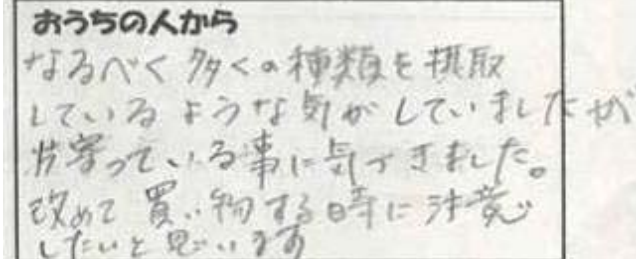 おうちの人から
なるべく多くの種類を摂取
しているような気がしていましたが
片寄っている事に気づきました。
改めて買い物する時に注意
したいと思います